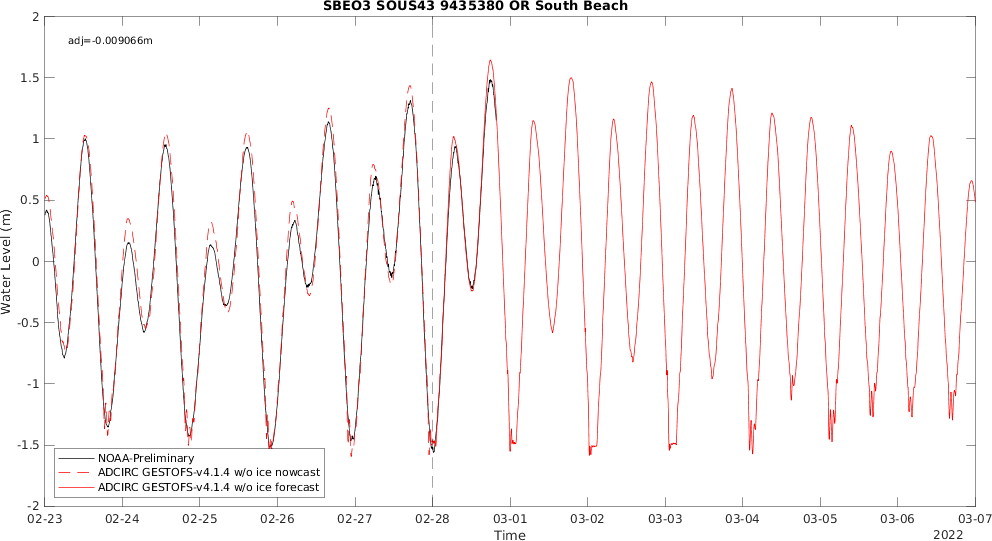 SBEO3 SOUS43 9435380 OR South Beach
adj=-0.009066m
2
1.5
1
0.5
0
-0.5
-1
-1.5
-2
Water Level (m)
NOAA-Preliminary
ADCIRC GESTOFS-v4.1.4 w/o ice nowcast
ADCIRC GESTOFS-v4.1.4 w/o ice forecast
02-23 02-24 02-25 02-26 02-27 02-28 03-01 03-02 03-03 03-04 03-05 03-06 03-07
Time
2022